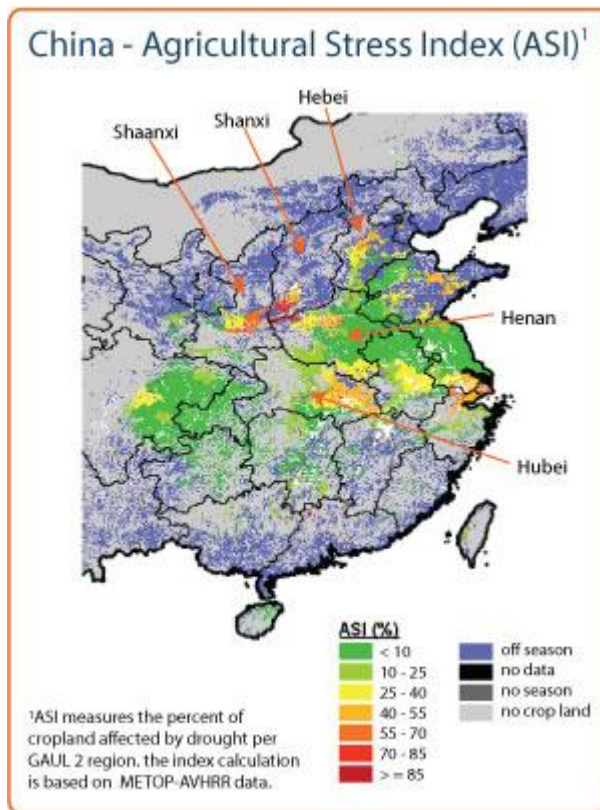 China - Agricultural Stress Index (ASI)¹
Hebei
Shanxi
Shaanxi
Henan
Hubei
ASI (%)
< 10
10 - 25
25 - 40
40 - 55
55 - 70
70 - 85
> = 85
off season
no data
no season
no crop land
¹ASI measures the percent of
cropland affected by drought per
GAUL 2 region. the index calculation
is based on METOP-AVHRR data.